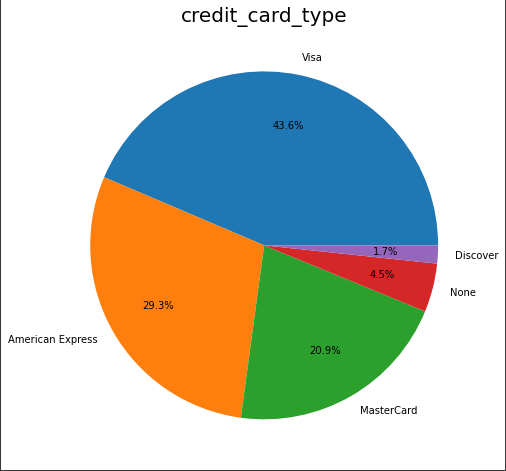 credit_card_type
Visa
43.6%
1.7%
Discover
4.5%
None
29.3%
American Express
20.9%
MasterCard